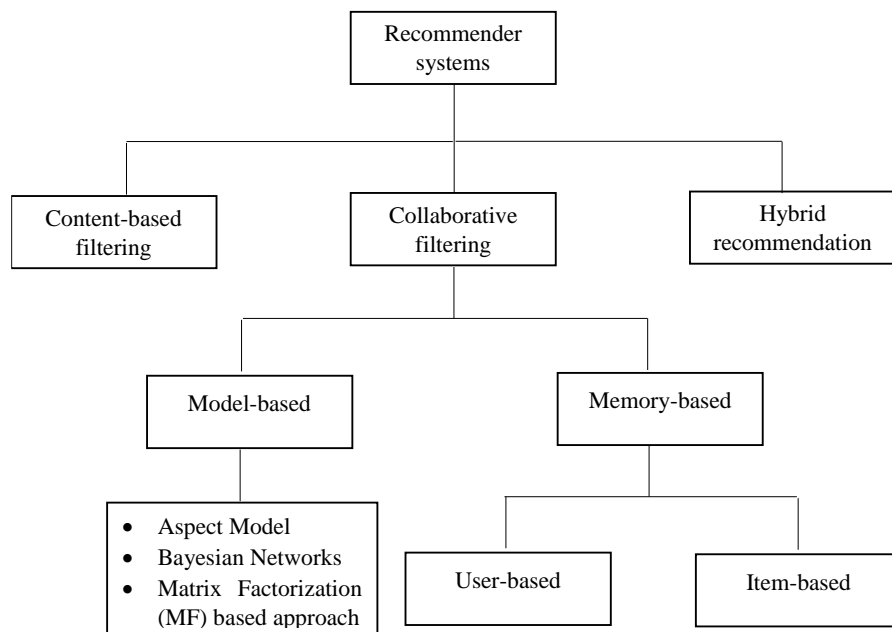 Recommender
systems
Content-based
filtering
Collaborative
filtering
Hybrid
recommendation
Model-based
Memory-based
• Aspect Model
• Bayesian Networks
• Matrix Factorization
(MF) based approach
User-based
Item-based